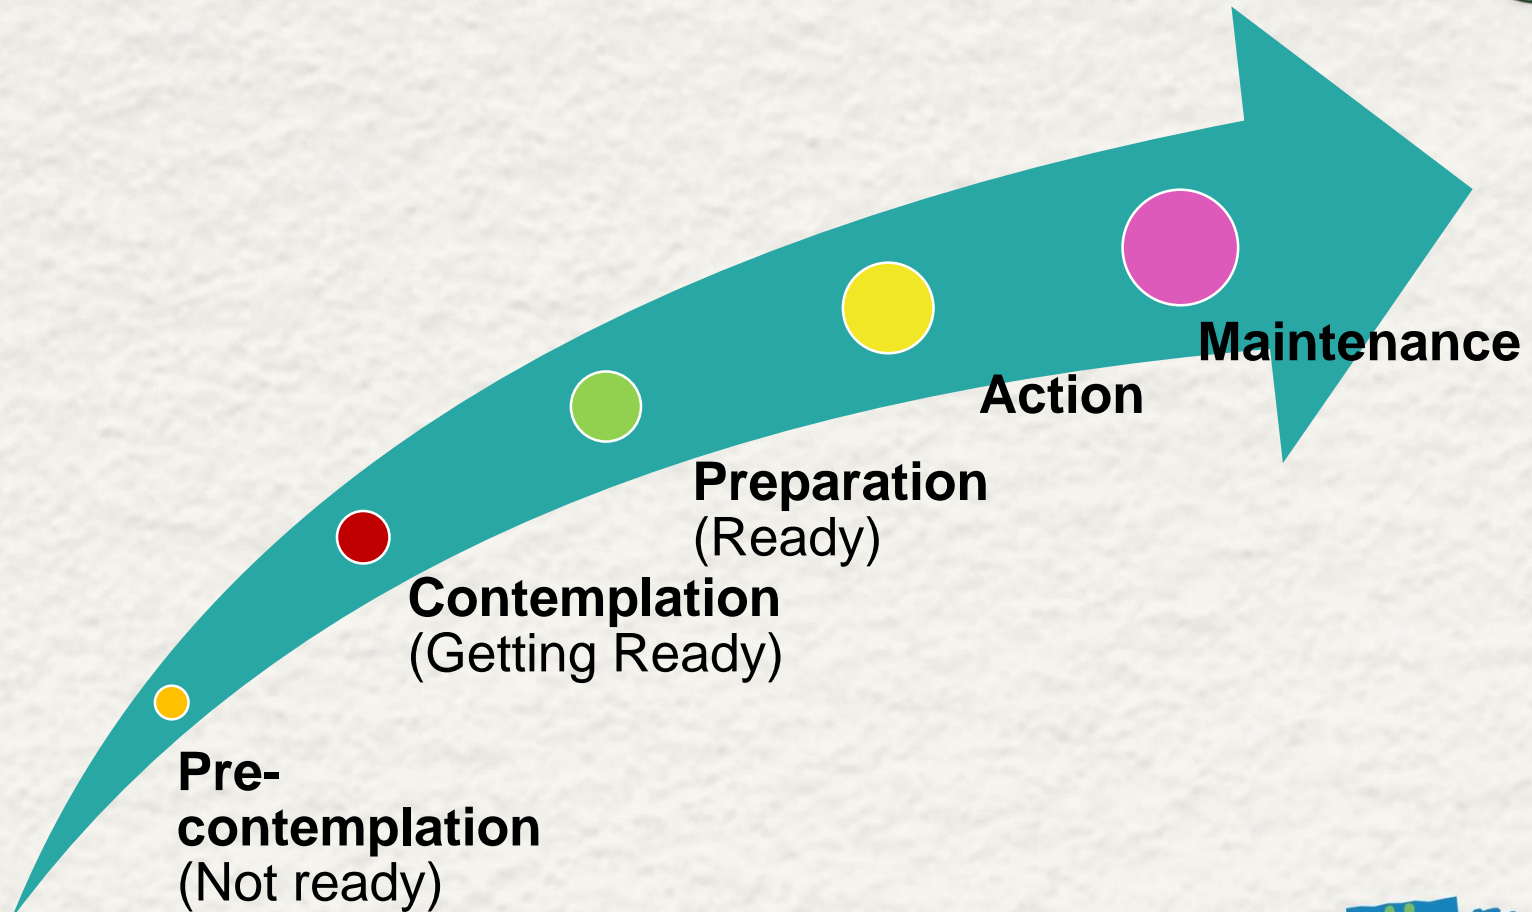 Pre-
contemplation
(Not ready)
Contemplation
(Getting Ready)
Preparation
(Ready)
Action
Maintenance